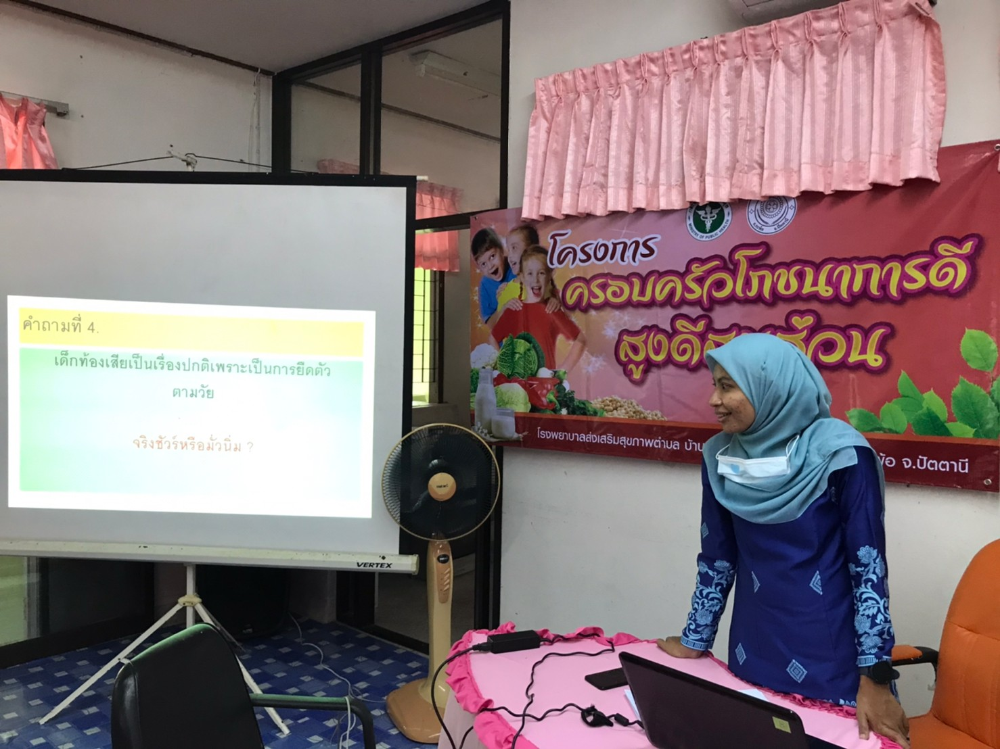 คำถามที่ 4.
เด็กท้องเสียเป็นเรื่องปกติเพราะเป็นการยืดตัว
ตามวัย
จริงชัวร์หรือมั่วนิ่ม ?
VERTEX
MINISTRY OF PUBLIC HEALTH
โครงการ
ครอบครัวโภชนาการดี
สูงดีสมส่วน
โรงพยาบาลส่งเสริมสุขภาพตำบล บ้าน
จ.ปัตตานี